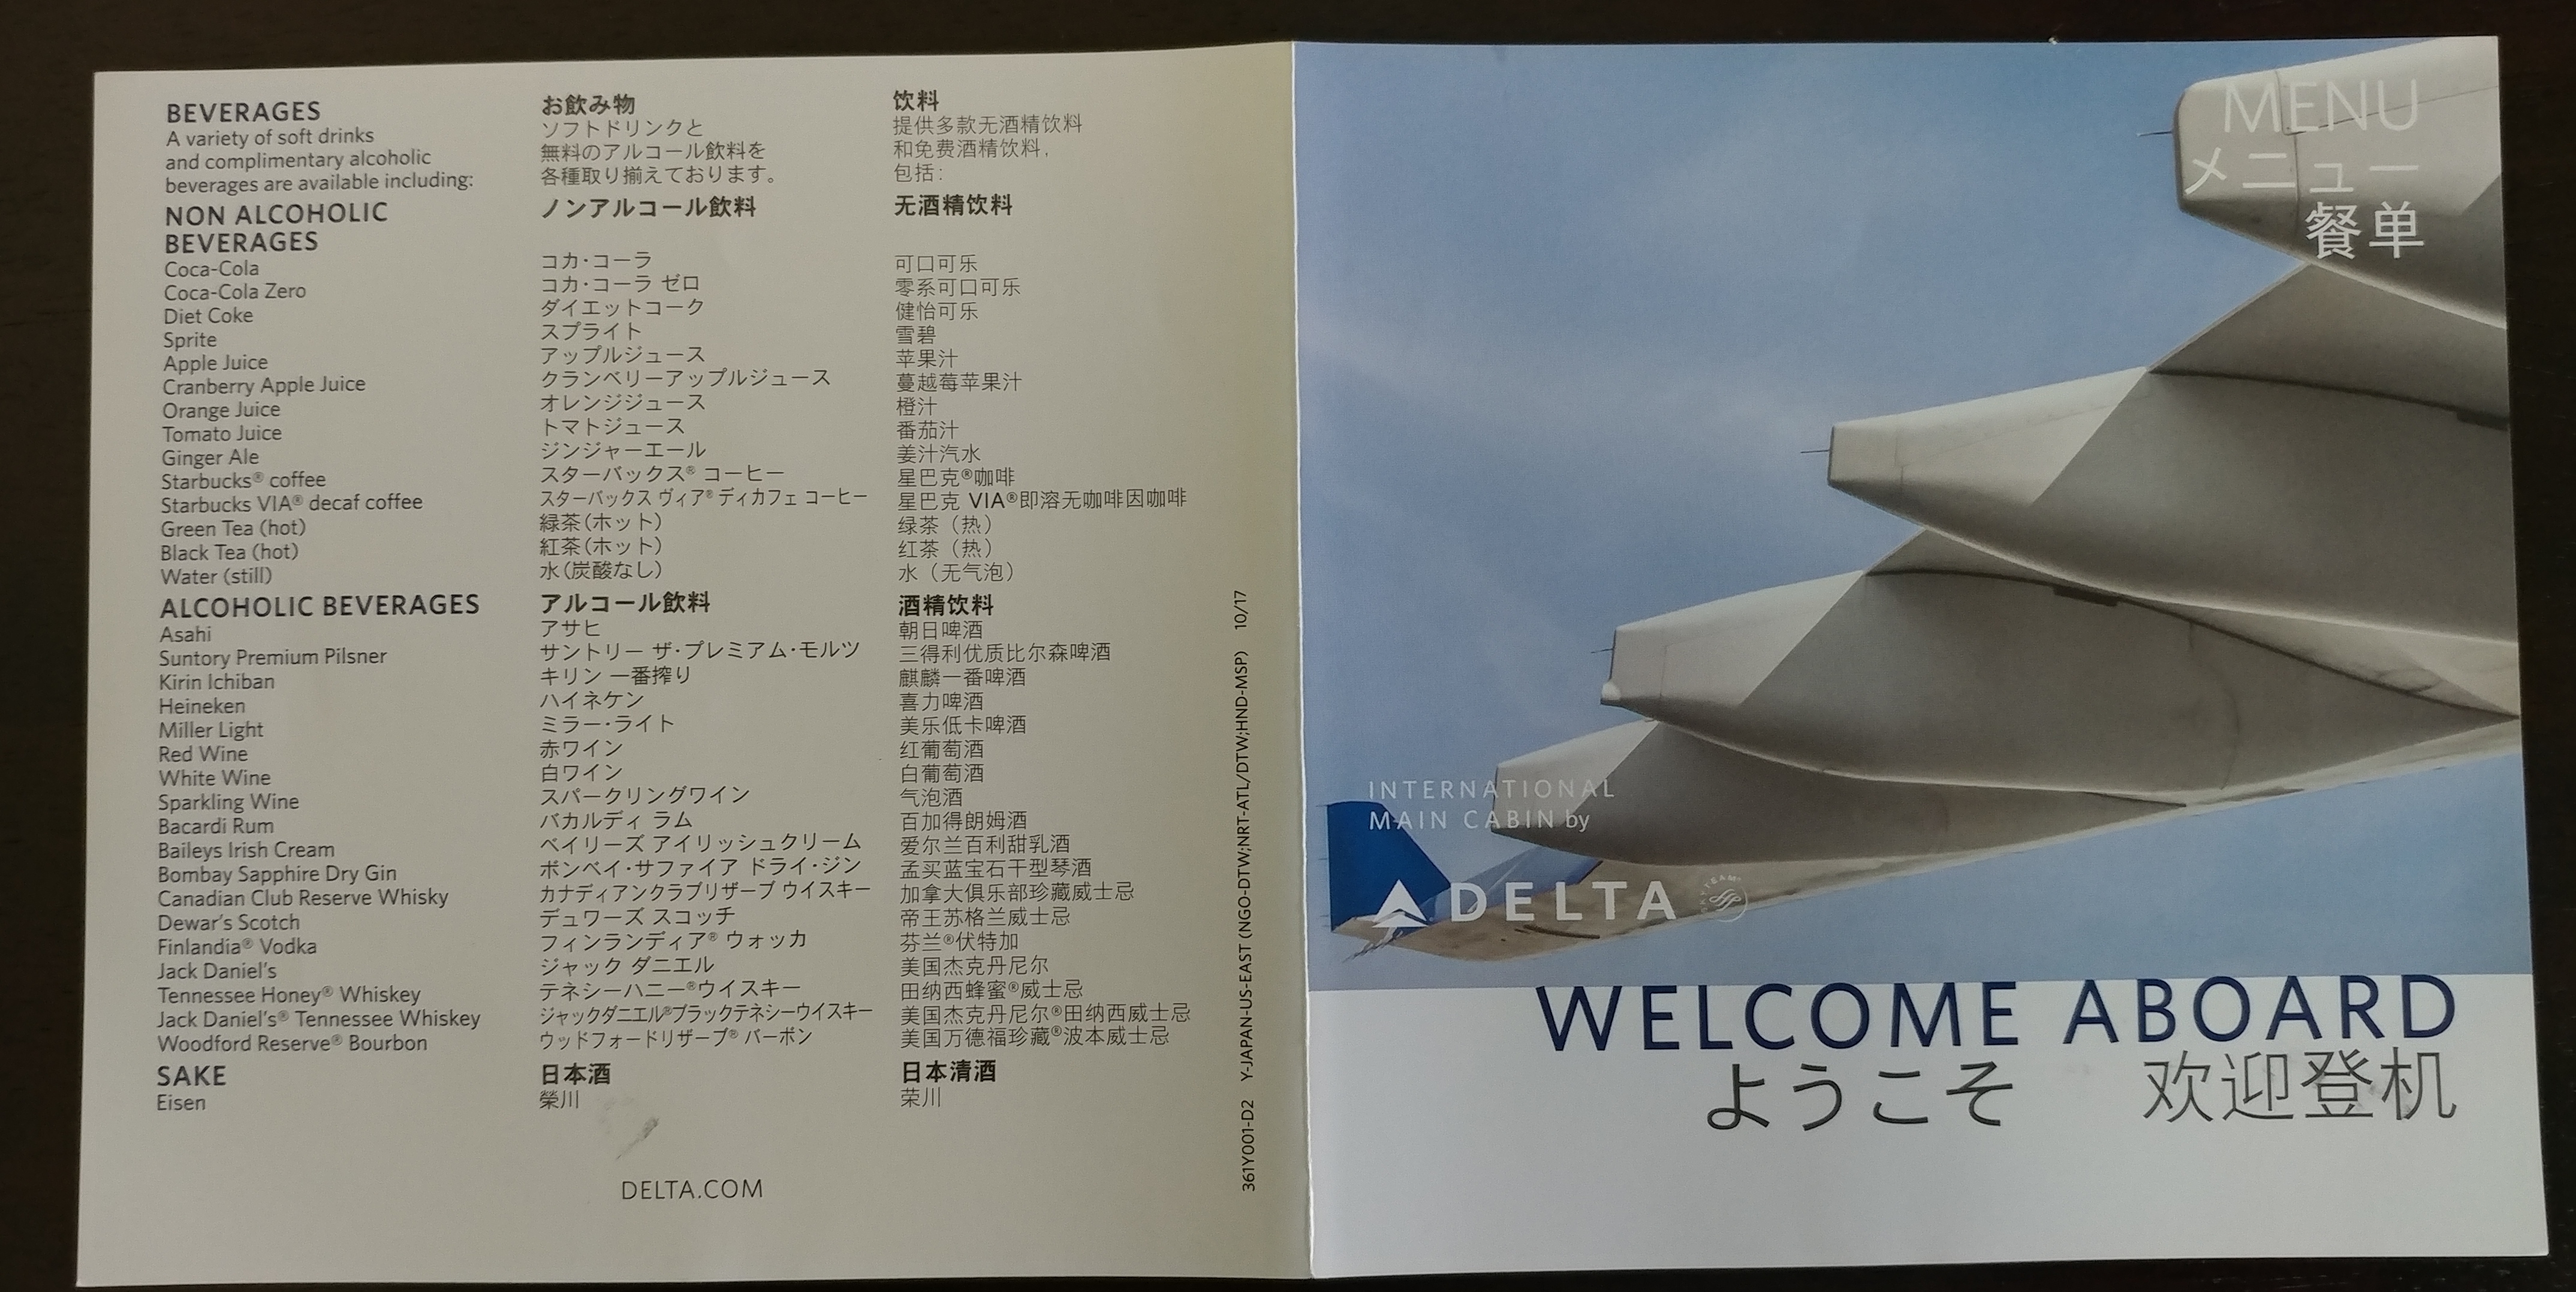 BEVERAGES
A variety of soft drinks
and complimentary alcoholic
beverages are available including:
NON ALCOHOLIC
BEVERAGES
Coca-Cola
Coca-Cola Zero
Diet Coke
Sprite
Apple Juice
Cranberry Apple Juice
Orange Juice
Tomato Juice
Ginger Ale
Starbucks® coffee
Starbucks VIA® decaf coffee
Green Tea (hot)
Black Tea (hot)
Water (still)
ALCOHOLIC BEVERAGES
Asahi
Suntory Premium Pilsner
Kirin Ichiban
Heineken
Miller Light
Red Wine
White Wine
Sparkling Wine
Bacardi Rum
Baileys Irish Cream
Bombay Sapphire Dry Gin
Canadian Club Reserve Whisky
Dewar's Scotch
Finlandia® Vodka
Jack Daniel's
Tennessee Honey® Whiskey
Jack Daniel's® Tennessee Whiskey
Woodford Reserve® Bourbon
SAKE
Eisen
お飲み物
ソフトドリンクと
無料のアルコール飲料を
各種取り揃えております。
ノンアルコール飲料
コカ・コーラ
コカ・コーラ ゼロ
ダイエットコーク
スプライト
アップルジュース
クランベリーアップルジュース
オレンジジュース
トマトジュース
ジンジャーエール
スターバックス® コーヒー
スターバックス ヴィア® ディカフェ コーヒー
緑茶(ホット)
紅茶(ホット)
水(炭酸なし)
アルコール飲料
アサヒ
サントリー ザ・プレミアム・モルツ
キリン 一番搾り
ハイネケン
ミラー・ライト
赤ワイン
白ワイン
スパークリングワイン
バカルディ ラム
ベイリーズ アイリッシュクリーム
ボンベイ・サファイア ドライ・ジン
カナディアンクラブリザーブ ウイスキー
デュワーズ スコッチ
フィンランディア® ウォッカ
ジャック ダニエル
テネシーハニー®ウイスキー
ジャックダニエル®ブラックテネシーウイスキー
ウッドフォードリザーブ® バーボン
日本酒
榮川
饮料
提供多款无酒精饮料
和免费酒精饮料，
包括：
无酒精饮料
可口可乐
零系可口可乐
健怡可乐
雪碧
苹果汁
蔓越莓苹果汁
橙汁
番茄汁
姜汁汽水
星巴克®咖啡
星巴克 VIA®即溶无咖啡因咖啡
绿茶（热）
红茶（热）
水（无气泡）
酒精饮料
朝日啤酒
三得利优质比尔森啤酒
麒麟一番啤酒
喜力啤酒
美乐低卡啤酒
红葡萄酒
白葡萄酒
气泡酒
百加得朗姆酒
爱尔兰百利甜乳酒
孟买蓝宝石干型琴酒
加拿大俱乐部珍藏威士忌
帝王苏格兰威士忌
芬兰®伏特加
美国杰克丹尼尔
田纳西蜂蜜®威士忌
美国杰克丹尼尔®田纳西威士忌
美国万德福珍藏®波本威士忌
日本清酒
荣川
DELTA.COM
361Y001-D2 Y-JAPAN-US-EAST (NGO-DTW;NRT-ATL/DTW;HND-MSP) 10/17
MENU
メニュー
餐单
INTERNATIONAL
MAIN CABIN by
DELTA
SKYTEAM
WELCOME ABOARD
ようこそ 欢迎登机